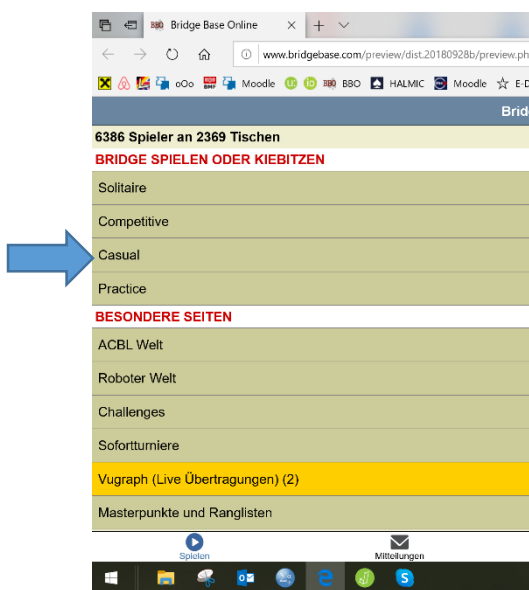 Bridge Base Online
www.bridgebase.com/preview/dist.20180928b/preview.ph
oOo Moodle BBO HALMIC Moodle E-D
Brid
6386 Spieler an 2369 Tischen
BRIDGE SPIELEN ODER KIEBITZEN
Solitaire
Competitive
Casual
Practice
BESONDERE SEITEN
ACBL Welt
Roboter Welt
Challenges
Sofortturniere
Vugraph (Live Übertragungen) (2)
Masterpunkte und Ranglisten
Spielen Mitteilungen